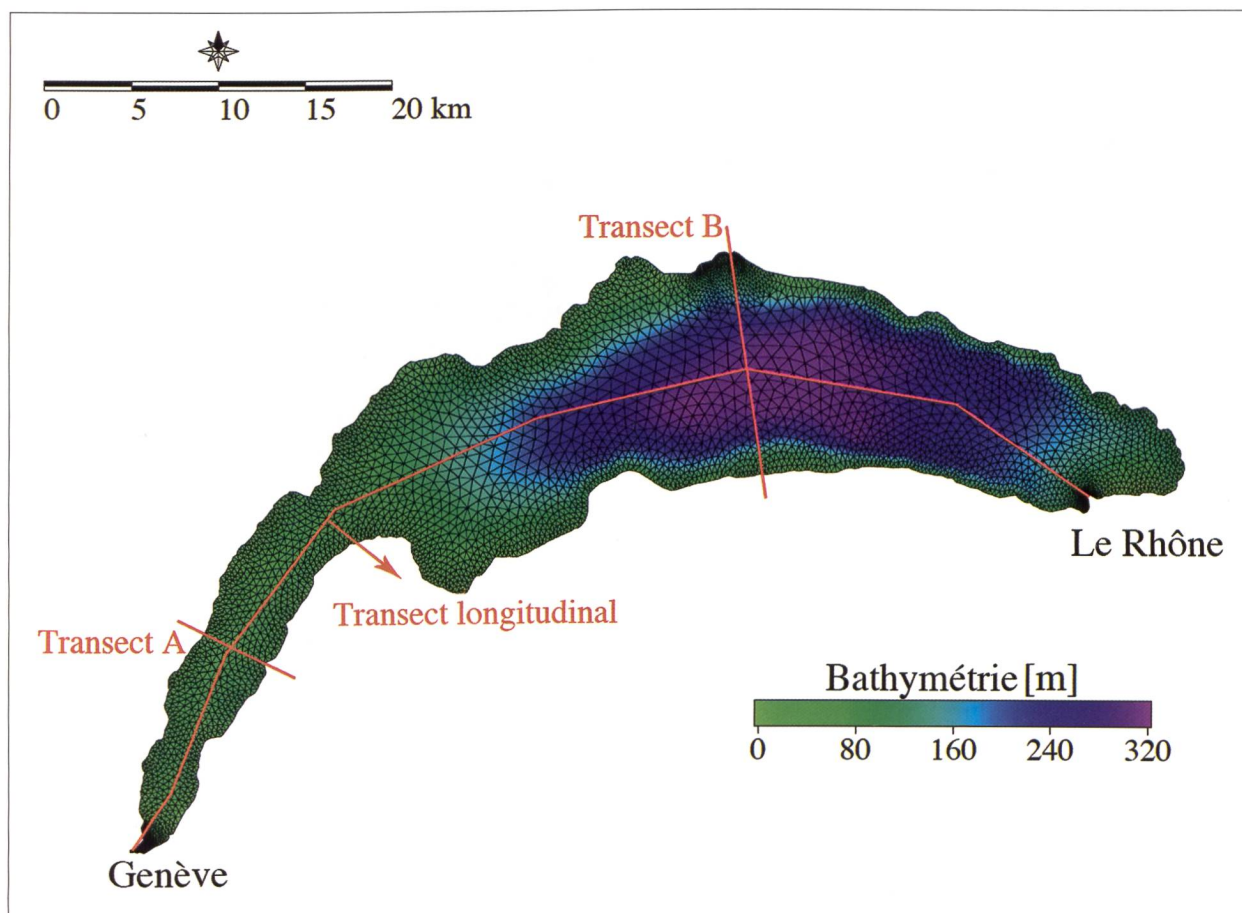 0 5 10 15 20 km
Transect B
Le Rhône
Transect longitudinal
Transect A
Bathymétrie [m]
0 80 160 240 320
Genève